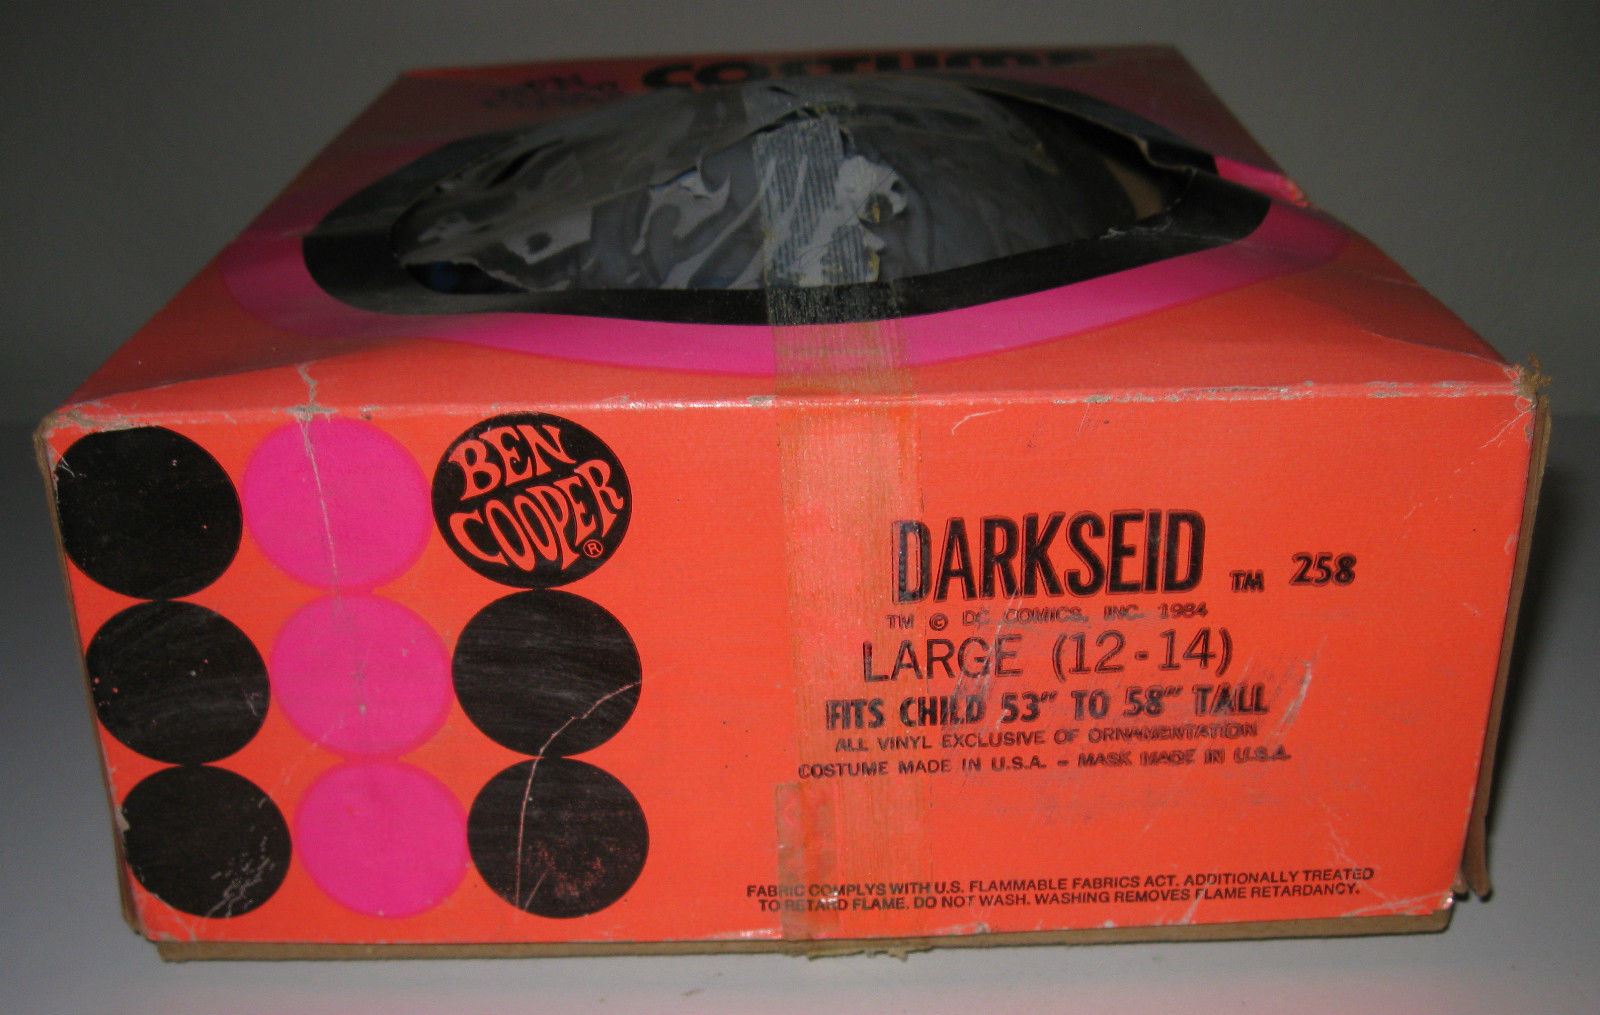 COSTUME
BEN
COOPER®
DARKSEID TM 258
TM © DC COMICS, INC. 1984
LARGE (12-14)
FITS CHILD 53" TO 58" TALL
ALL VINYL EXCLUSIVE OF ORNAMENTATION
COSTUME MADE IN U.S.A. - MASK MADE IN U.S.A.
FABRIC COMPLYS WITH U.S. FLAMMABLE FABRICS ACT. ADDITIONALLY TREATED
TO RETARD FLAME. DO NOT WASH. WASHING REMOVES FLAME RETARDANCY.